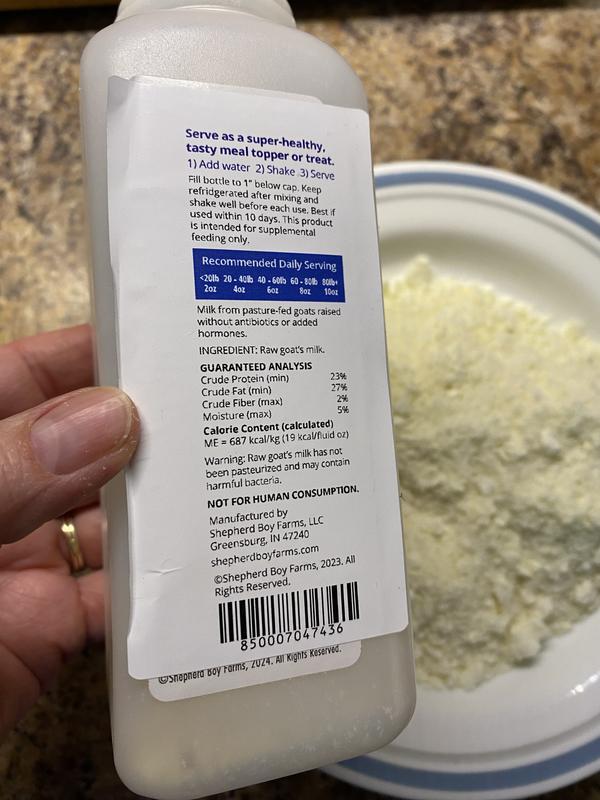 Serve as a super-healthy,
tasty meal topper or treat.
1) Add water 2) Shake 3) Serve
Fill bottle to 1" below cap. Keep
refridgerated after mixing and
shake well before each use. Best if
used within 10 days. This product
is intended for supplemental
feeding only.
Recommended Daily Serving
<20lb 20 - 40lb 40 - 60lb 60 - 80lb 80lb+
2oz 4oz 6oz 8oz 10oz
Milk from pasture-fed goats raised
without antibiotics or added
hormones.
INGREDIENT: Raw goat's milk.
GUARANTEED ANALYSIS
Crude Protein (min) 23%
Crude Fat (min) 27%
Crude Fiber (max) 2%
Moisture (max) 5%
Calorie Content (calculated)
ME = 687 kcal/kg (19 kcal/fluid oz)
Warning: Raw goat's milk has not
been pasteurized and may contain
harmful bacteria.
NOT FOR HUMAN CONSUMPTION.
Manufactured by
Shepherd Boy Farms, LLC
Greensburg, IN 47240
shepherdboyfarms.com
©Shepherd Boy Farms, 2023. All
Rights Reserved.
850007047436
©Shepherd Boy Farms, 2024. All Rights Reserved.